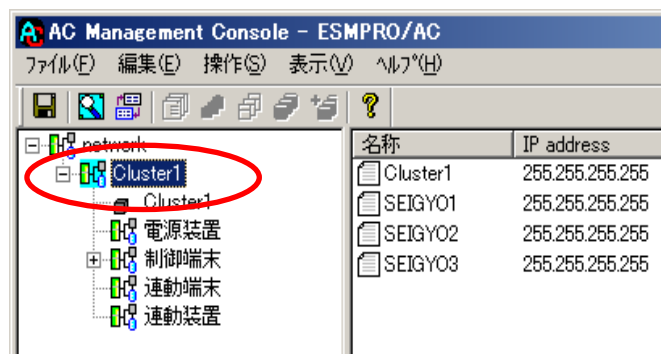 AC Management Console - ESMPRO/AC
ファイル(F) 編集(E) 操作(S) 表示(V) ヘルプ(H)
network
Cluster1
Cluster1
電源装置
制御端末
連動端末
連動装置
名称 IP address
Cluster1 255.255.255.255
SEIGYO1 255.255.255.255
SEIGYO2 255.255.255.255
SEIGYO3 255.255.255.255